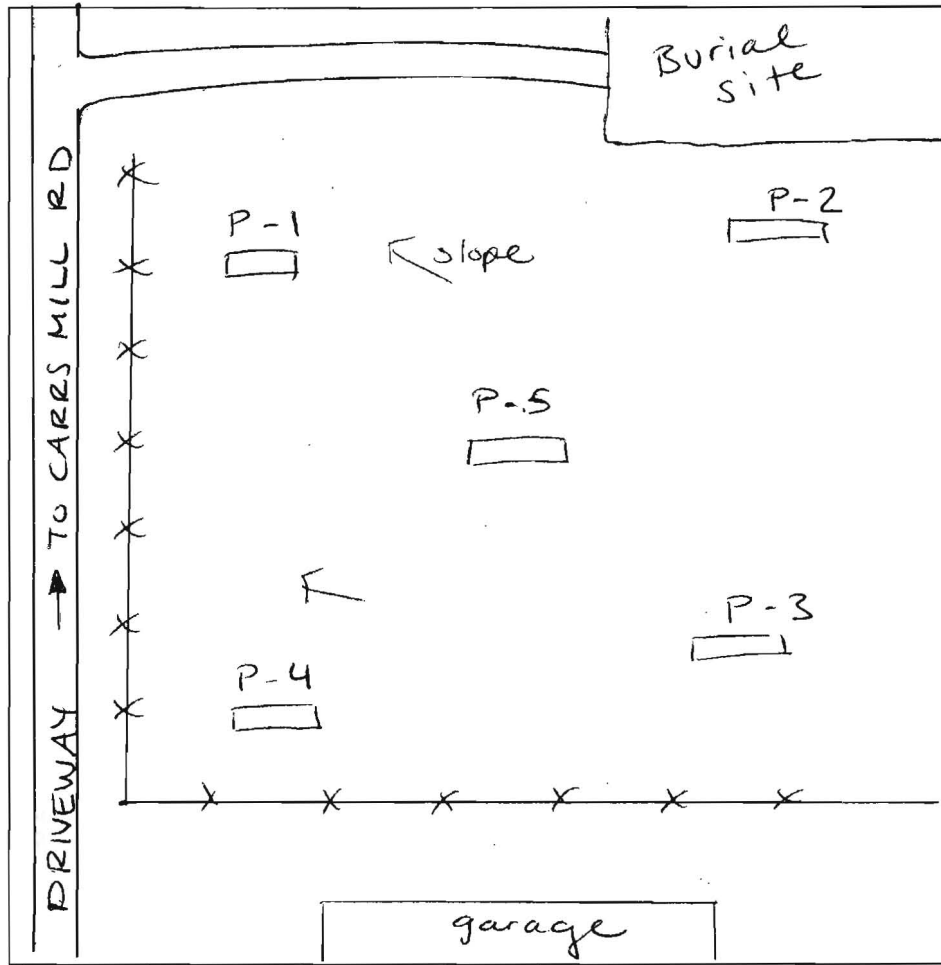 Burial
site
P-1
P-2
slope
P-5
P-3
P-4
DRIVEWAY → TO CARRS MILL RD
garage